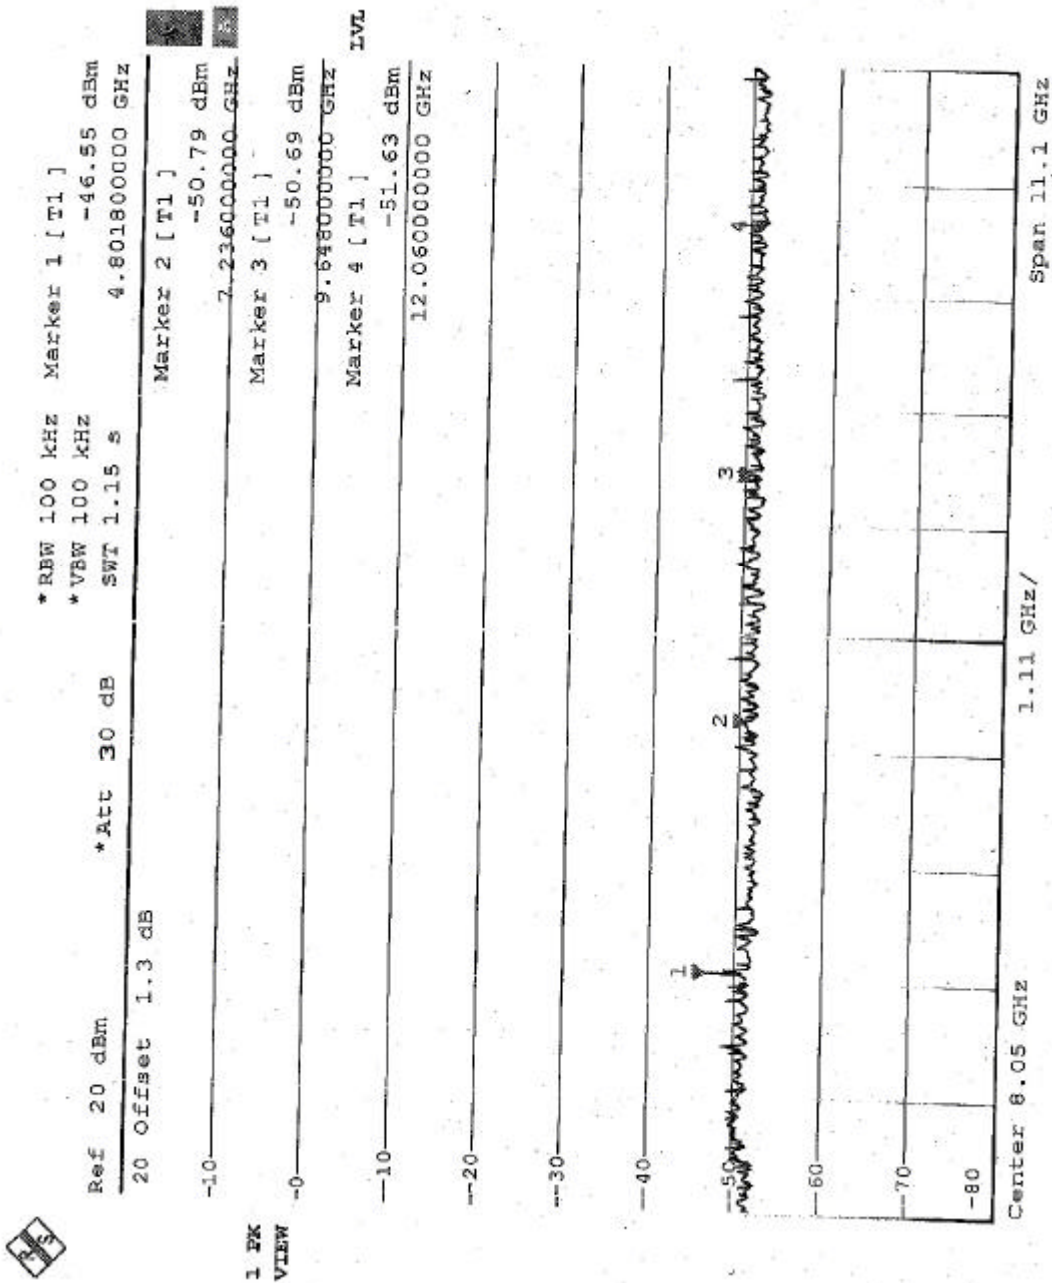 *RBW 100 kHz Marker 1 [T1 ]
*VBW 100 kHz -46.55 dBm
Ref 20 dBm *Att 30 dB SWT 1.15 s 4.80180000 GHz
20 Offset 1.3 dB Marker 2 [T1 ]
-50.79 dBm
-10 7.23600000 GHz
1 PK
VIEW
Marker 3 [T1 ]
-50.69 dBm
-0 9.64800000 GHz
Marker 4 [T1 ]
LVL
-51.63 dBm
--10 12.06000000 GHz
--20
--30
--40
1
2
3
4
--50
--60
--70
-80
Center 8.05 GHz 1.11 GHz/ Span 11.1 GHz